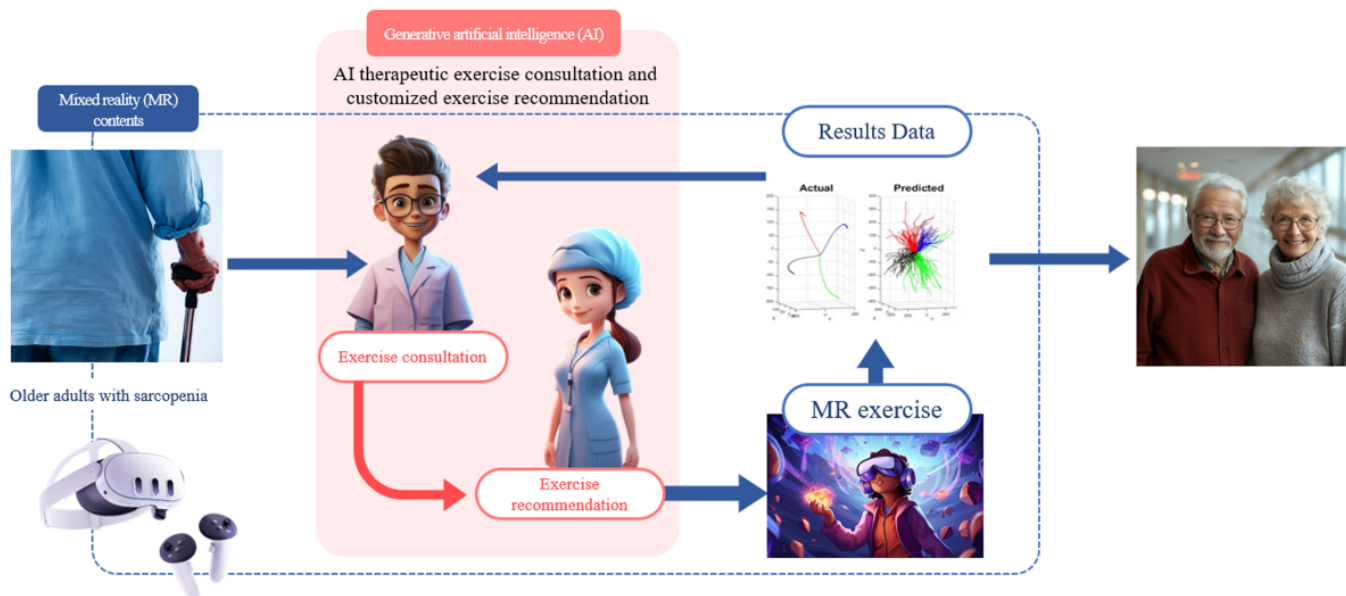 Generative artificial intelligence (AI)
AI therapeutic exercise consultation and
customized exercise recommendation
Mixed reality (MR)
contents
Results Data
Actual
Predicted
Exercise consultation
Older adults with sarcopenia
MR exercise
Exercise
recommendation